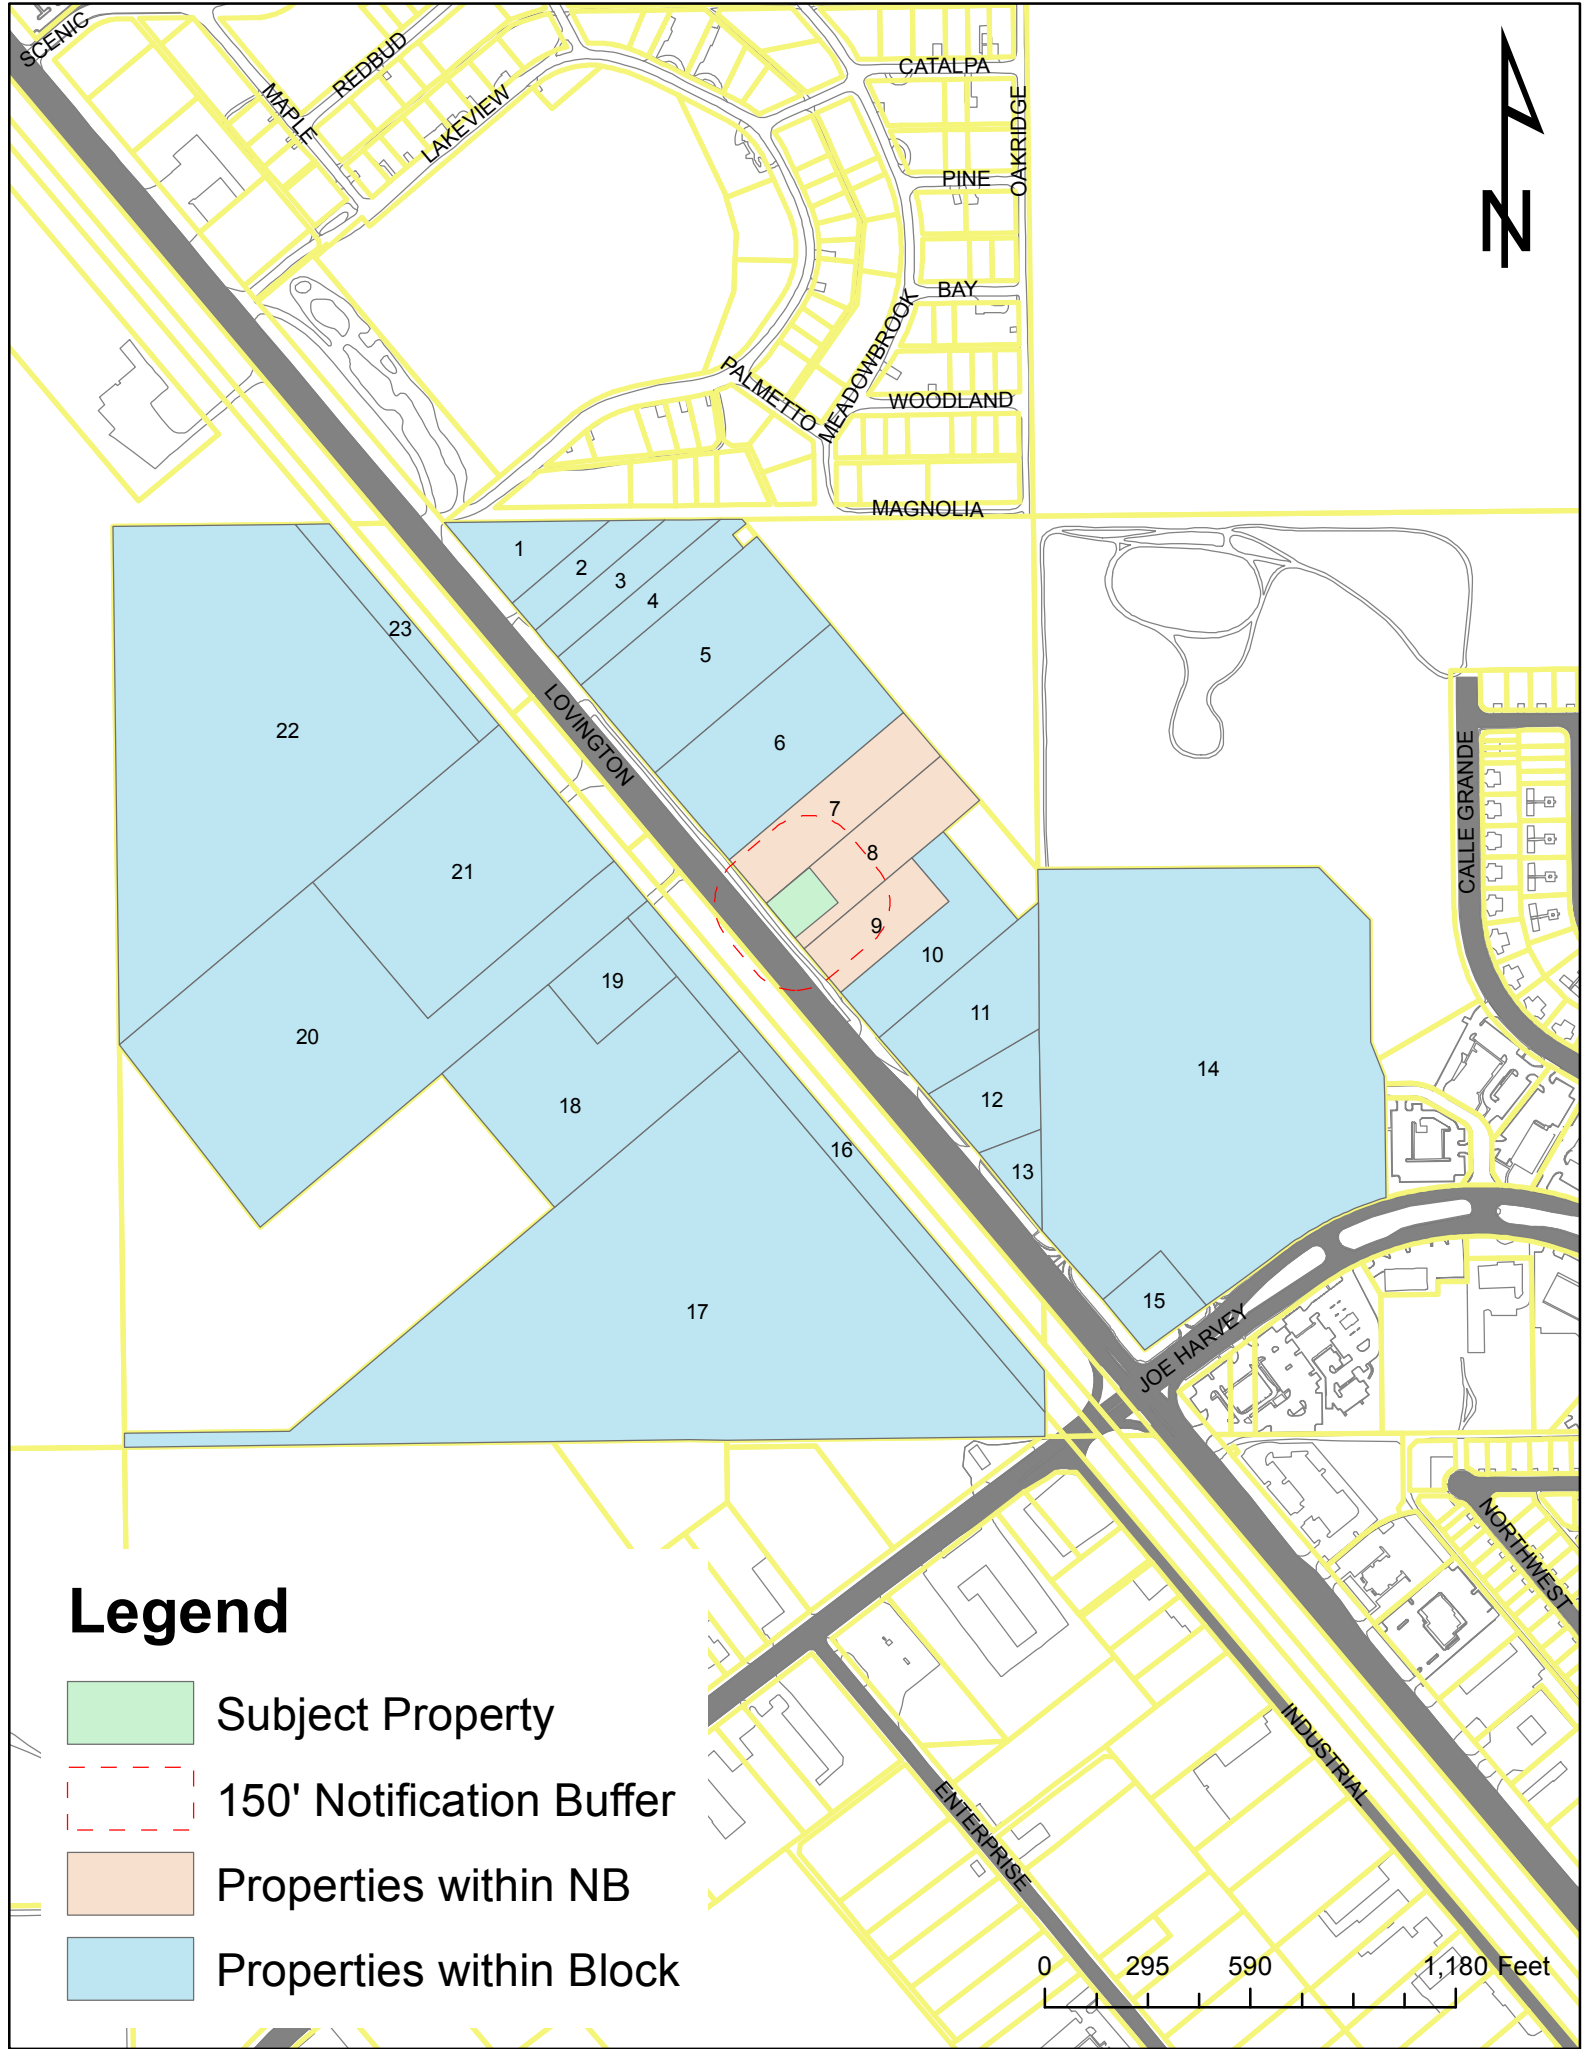 SCENIC
REDBUD
MAPLE
LAKEVIEW
CATALPA
OAKRIDGE
PINE
BAY
MEADOWBROOK
PALMETTO
WOODLAND
MAGNOLIA
N
1
2
3
4
5
6
7
8
9
10
11
12
13
14
15
16
17
18
19
20
21
22
23
LOVINGTON
CALLE GRANDE
JOE HARVEY
NORTHWEST
INDUSTRIAL
ENTERPRISE
Legend
Subject Property
150' Notification Buffer
Properties within NB
Properties within Block
0 295 590 1,180 Feet